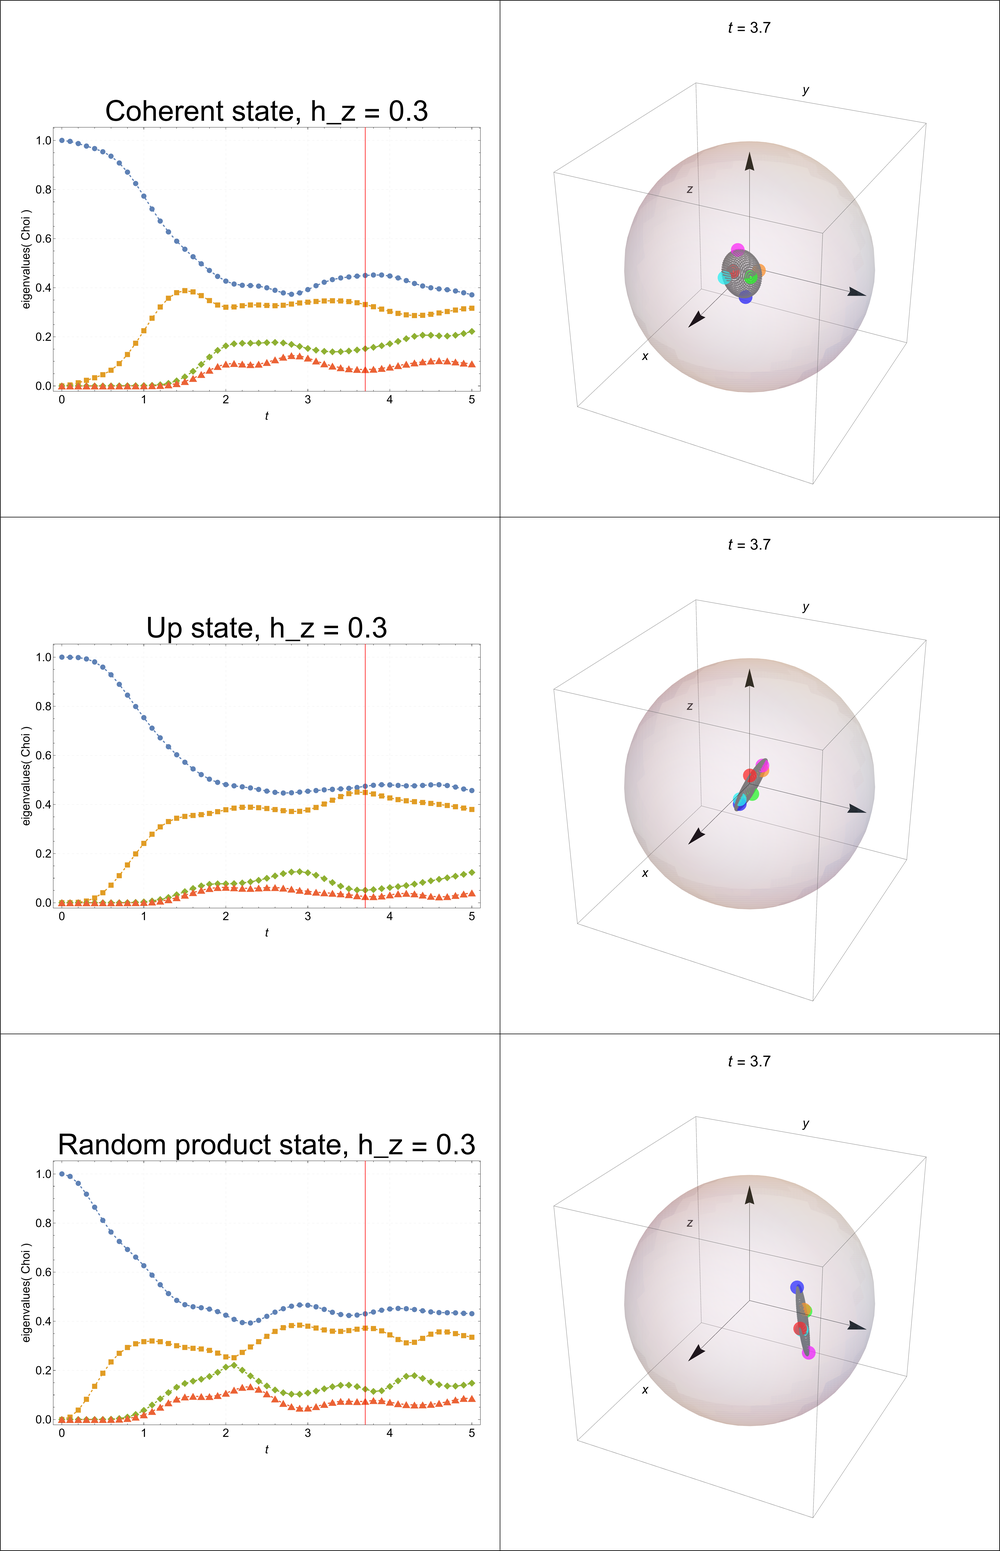 t = 3.7
Coherent state, h_z = 0.3
eigenvalues( Choi )
1.0
0.8
0.6
0.4
0.2
0.0
0 1 2 3 4 5
t
y
z
x
t = 3.7
Up state, h_z = 0.3
eigenvalues( Choi )
1.0
0.8
0.6
0.4
0.2
0.0
0 1 2 3 4 5
t
y
z
x
t = 3.7
Random product state, h_z = 0.3
eigenvalues( Choi )
1.0
0.8
0.6
0.4
0.2
0.0
0 1 2 3 4 5
t
y
z
x